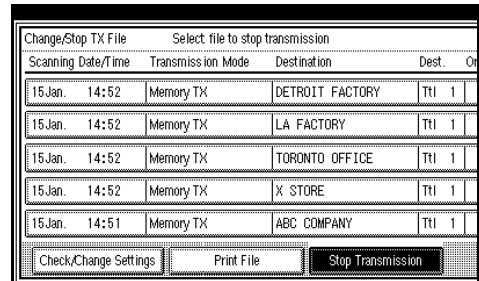 Change/Stop TX File Select file to stop transmission
Scanning Date/Time Transmission Mode Destination Dest. Or
15Jan. 14:52 Memory TX DETROIT FACTORY Ttl 1
15Jan. 14:52 Memory TX LA FACTORY Ttl 1
15Jan. 14:52 Memory TX TORONTO OFFICE Ttl 1
15Jan. 14:52 Memory TX X STORE Ttl 1
15Jan. 14:51 Memory TX ABC COMPANY Ttl 1
Check/Change Settings Print File Stop Transmission